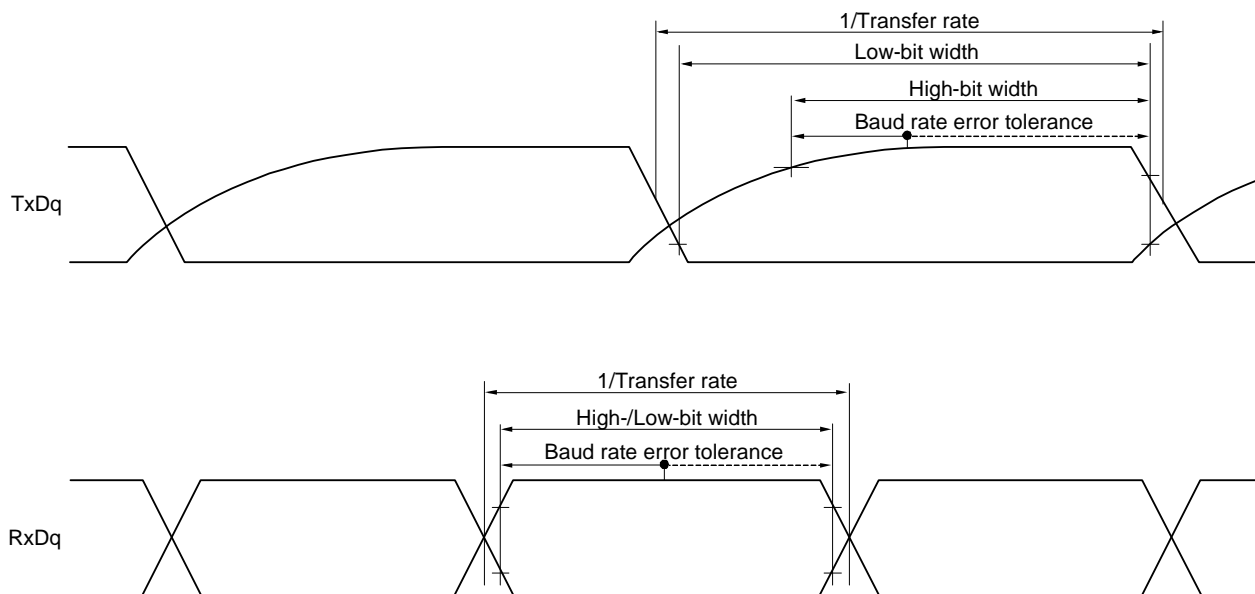 1/Transfer rate
Low-bit width
High-bit width
Baud rate error tolerance
TxDq
1/Transfer rate
High-/Low-bit width
Baud rate error tolerance
RxDq